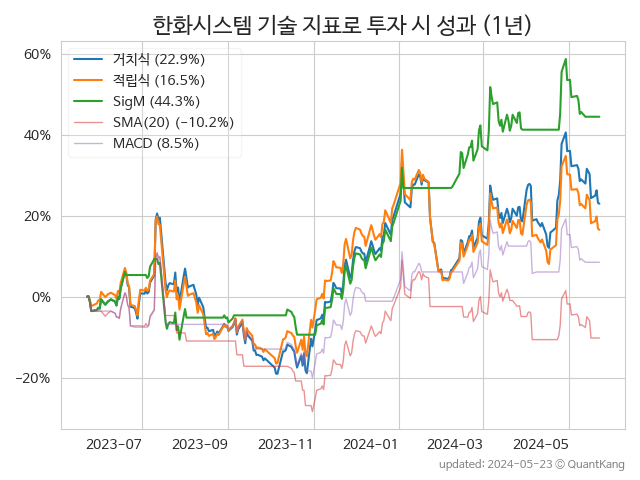 한화시스템 기술 지표로 투자 시 성과 (1년)
거치식 (22.9%)
적립식 (16.5%)
SigM (44.3%)
SMA(20) (−10.2%)
MACD (8.5%)
60%
40%
20%
0%
−20%
2023-07 2023-09 2023-11 2024-01 2024-03 2024-05
updated: 2024-05-23 © QuantKang